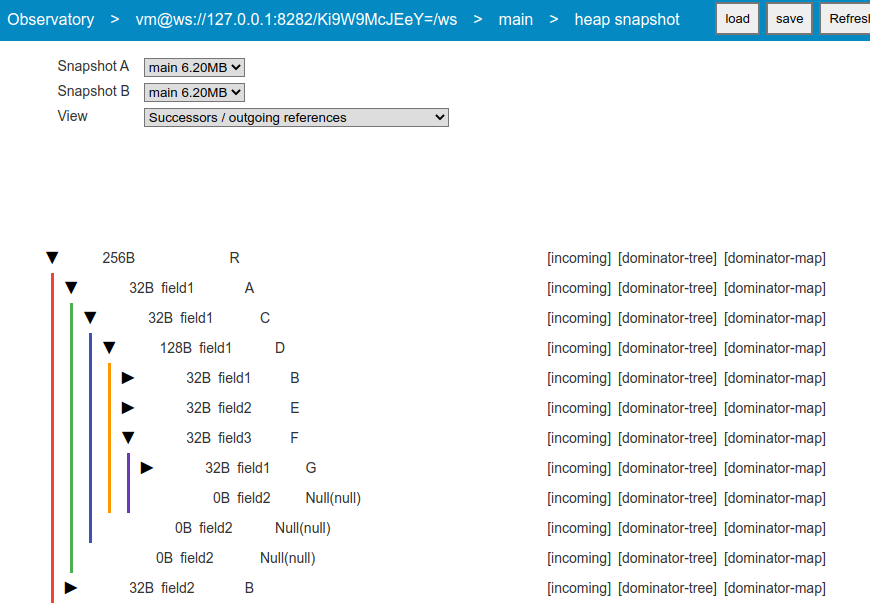 Observatory > vm@ws://127.0.0.1:8282/Ki9W9McJEeY=/ws > main > heap snapshot load save Refresh
Snapshot A main 6.20MB
Snapshot B main 6.20MB
View Successors / outgoing references
256B R [incoming] [dominator-tree] [dominator-map]
32B field1 A [incoming] [dominator-tree] [dominator-map]
32B field1 C [incoming] [dominator-tree] [dominator-map]
128B field1 D [incoming] [dominator-tree] [dominator-map]
32B field1 B [incoming] [dominator-tree] [dominator-map]
32B field2 E [incoming] [dominator-tree] [dominator-map]
32B field3 F [incoming] [dominator-tree] [dominator-map]
32B field1 G [incoming] [dominator-tree] [dominator-map]
0B field2 Null(null) [incoming] [dominator-tree] [dominator-map]
0B field2 Null(null) [incoming] [dominator-tree] [dominator-map]
0B field2 Null(null) [incoming] [dominator-tree] [dominator-map]
32B field2 B [incoming] [dominator-tree] [dominator-map]